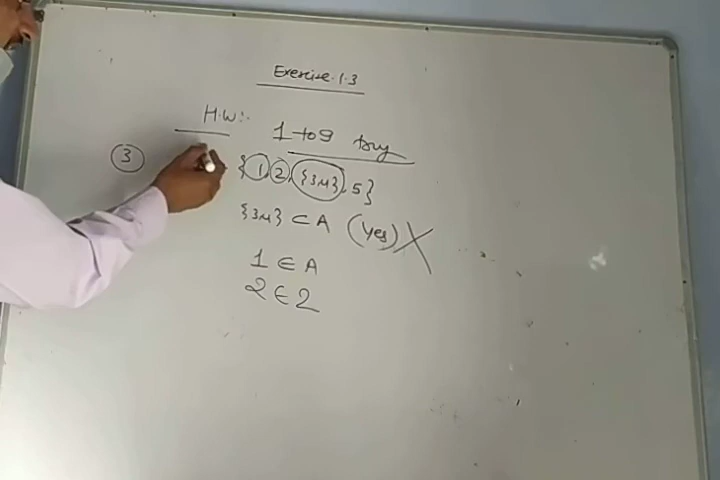 Exercise 1.3
H.W:-
1 to 9 try
3 {1, 2, {3,4}, 5}
{3,4} ⊂ A (Yes) X
1 ∈ A
2 ∈ 2